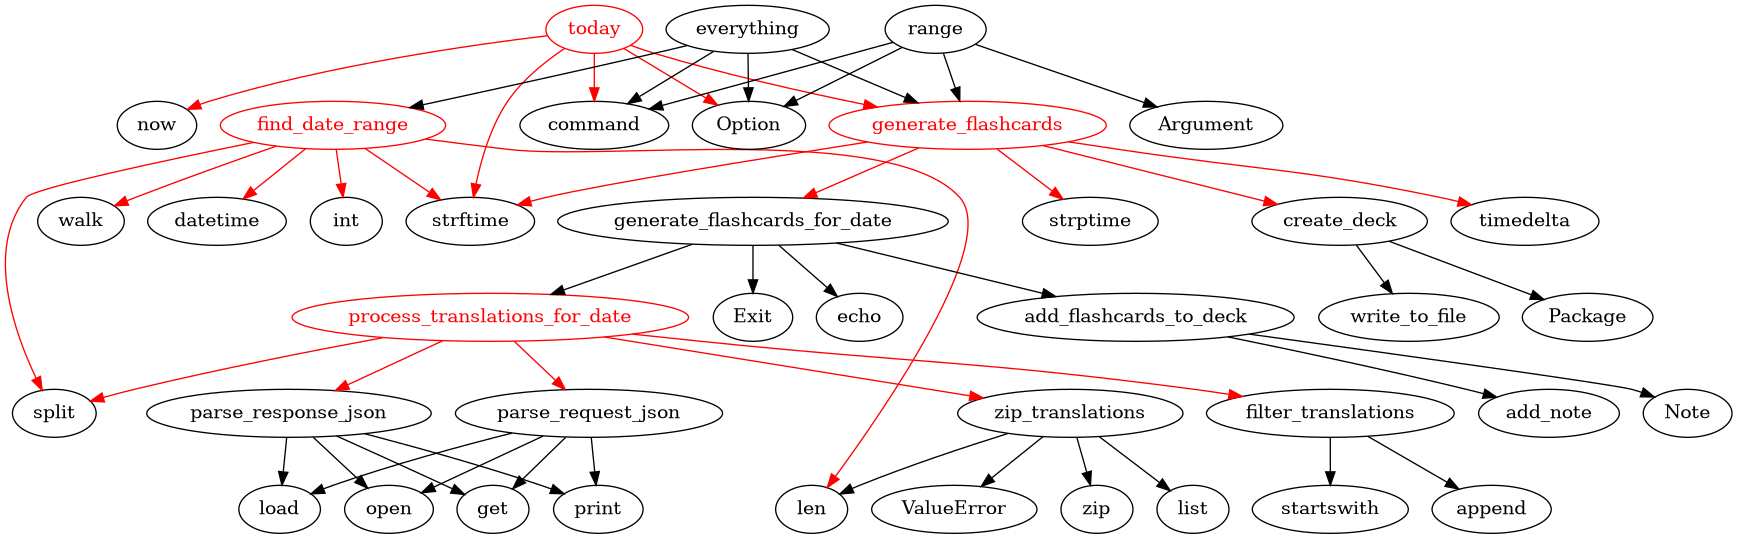 today
everything
range
now
find_date_range
command
Option
generate_flashcards
Argument
walk
datetime
int
strftime
generate_flashcards_for_date
strptime
create_deck
timedelta
process_translations_for_date
Exit
echo
add_flashcards_to_deck
write_to_file
Package
split
parse_response_json
parse_request_json
zip_translations
filter_translations
add_note
Note
load
open
get
print
len
ValueError
zip
list
startswith
append